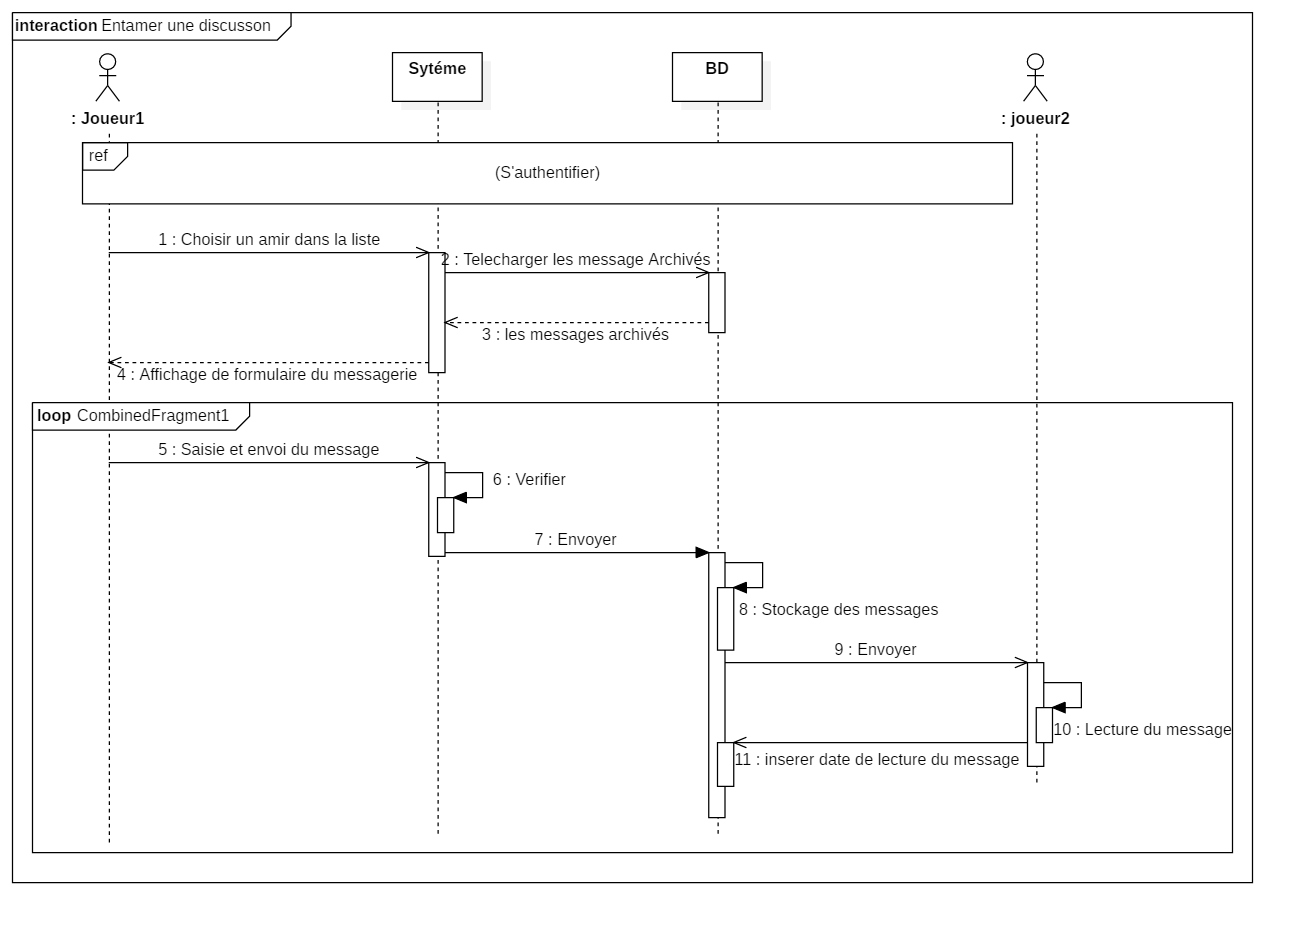 interaction Entamer une discusson
Sytéme
BD
: Joueur1
: joueur2
ref
(S'authentifier)
1 : Choisir un amir dans la liste
2 : Telecharger les message Archivés
3 : les messages archivés
4 : Affichage de formulaire du messagerie
loop CombinedFragment1
5 : Saisie et envoi du message
6 : Verifier
7 : Envoyer
8 : Stockage des messages
9 : Envoyer
10 : Lecture du message
11 : inserer date de lecture du message